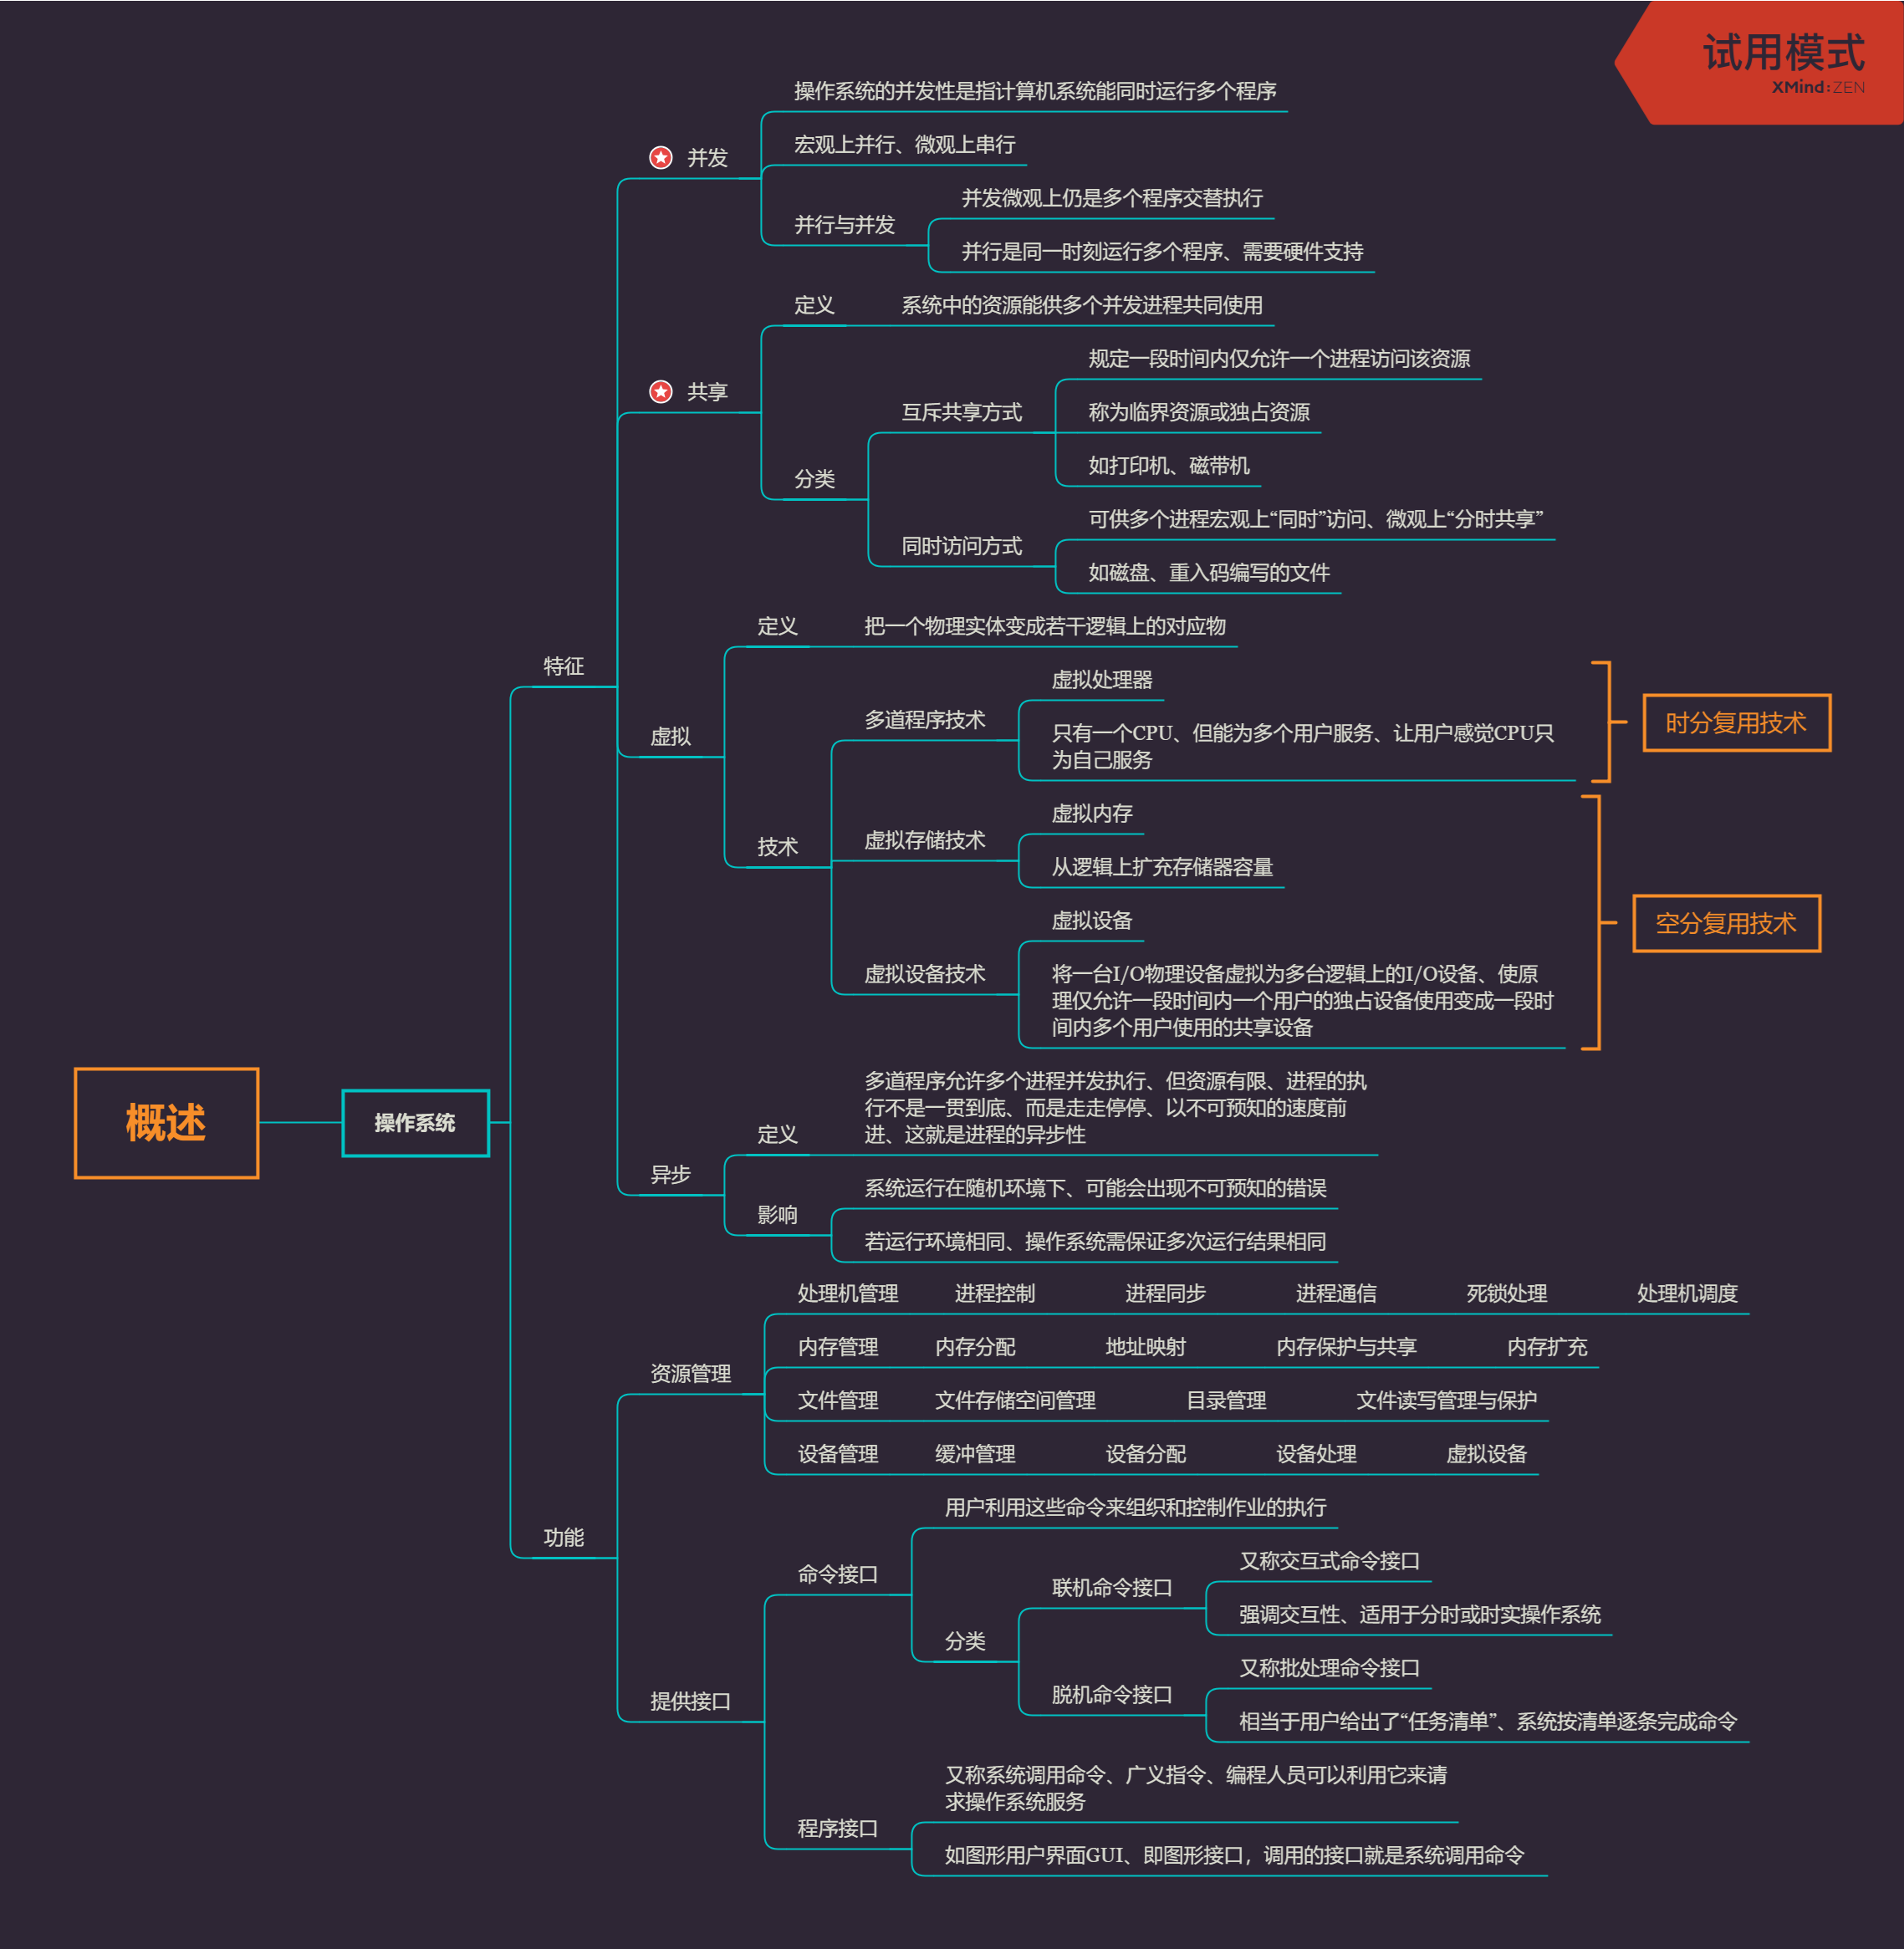 试用模式
XMind:ZEN
概述
操作系统
特征
并发
操作系统的并发性是指计算机系统能同时运行多个程序
宏观上并行、微观上串行
并行与并发
并发微观上仍是多个程序交替执行
并行是同一时刻运行多个程序、需要硬件支持
共享
定义
系统中的资源能供多个并发进程共同使用
分类
互斥共享方式
规定一段时间内仅允许一个进程访问该资源
称为临界资源或独占资源
如打印机、磁带机
同时访问方式
可供多个进程宏观上“同时”访问、微观上“分时共享”
如磁盘、重入码编写的文件
虚拟
定义
把一个物理实体变成若干逻辑上的对应物
技术
多道程序技术
虚拟处理器
只有一个CPU、但能为多个用户服务、让用户感觉CPU只
为自己服务
时分复用技术
虚拟存储技术
虚拟内存
从逻辑上扩充存储器容量
虚拟设备技术
虚拟设备
将一台I/O物理设备虚拟为多台逻辑上的I/O设备、使原
理仅允许一段时间内一个用户的独占设备使用变成一段时
间内多个用户使用的共享设备
空分复用技术
异步
定义
多道程序允许多个进程并发执行、但资源有限、进程的执
行不是一贯到底、而是走走停停、以不可预知的速度前
进、这就是进程的异步性
影响
系统运行在随机环境下、可能会出现不可预知的错误
若运行环境相同、操作系统需保证多次运行结果相同
功能
资源管理
处理机管理 进程控制 进程同步 进程通信 死锁处理 处理机调度
内存管理 内存分配 地址映射 内存保护与共享 内存扩充
文件管理 文件存储空间管理 目录管理 文件读写管理与保护
设备管理 缓冲管理 设备分配 设备处理 虚拟设备
提供接口
命令接口
用户利用这些命令来组织和控制作业的执行
分类
联机命令接口
又称交互式命令接口
强调交互性、适用于分时或时实操作系统
脱机命令接口
又称批处理命令接口
相当于用户给出了“任务清单”、系统按清单逐条完成命令
程序接口
又称系统调用命令、广义指令、编程人员可以利用它来请
求操作系统服务
如图形用户界面GUI、即图形接口，调用的接口就是系统调用命令